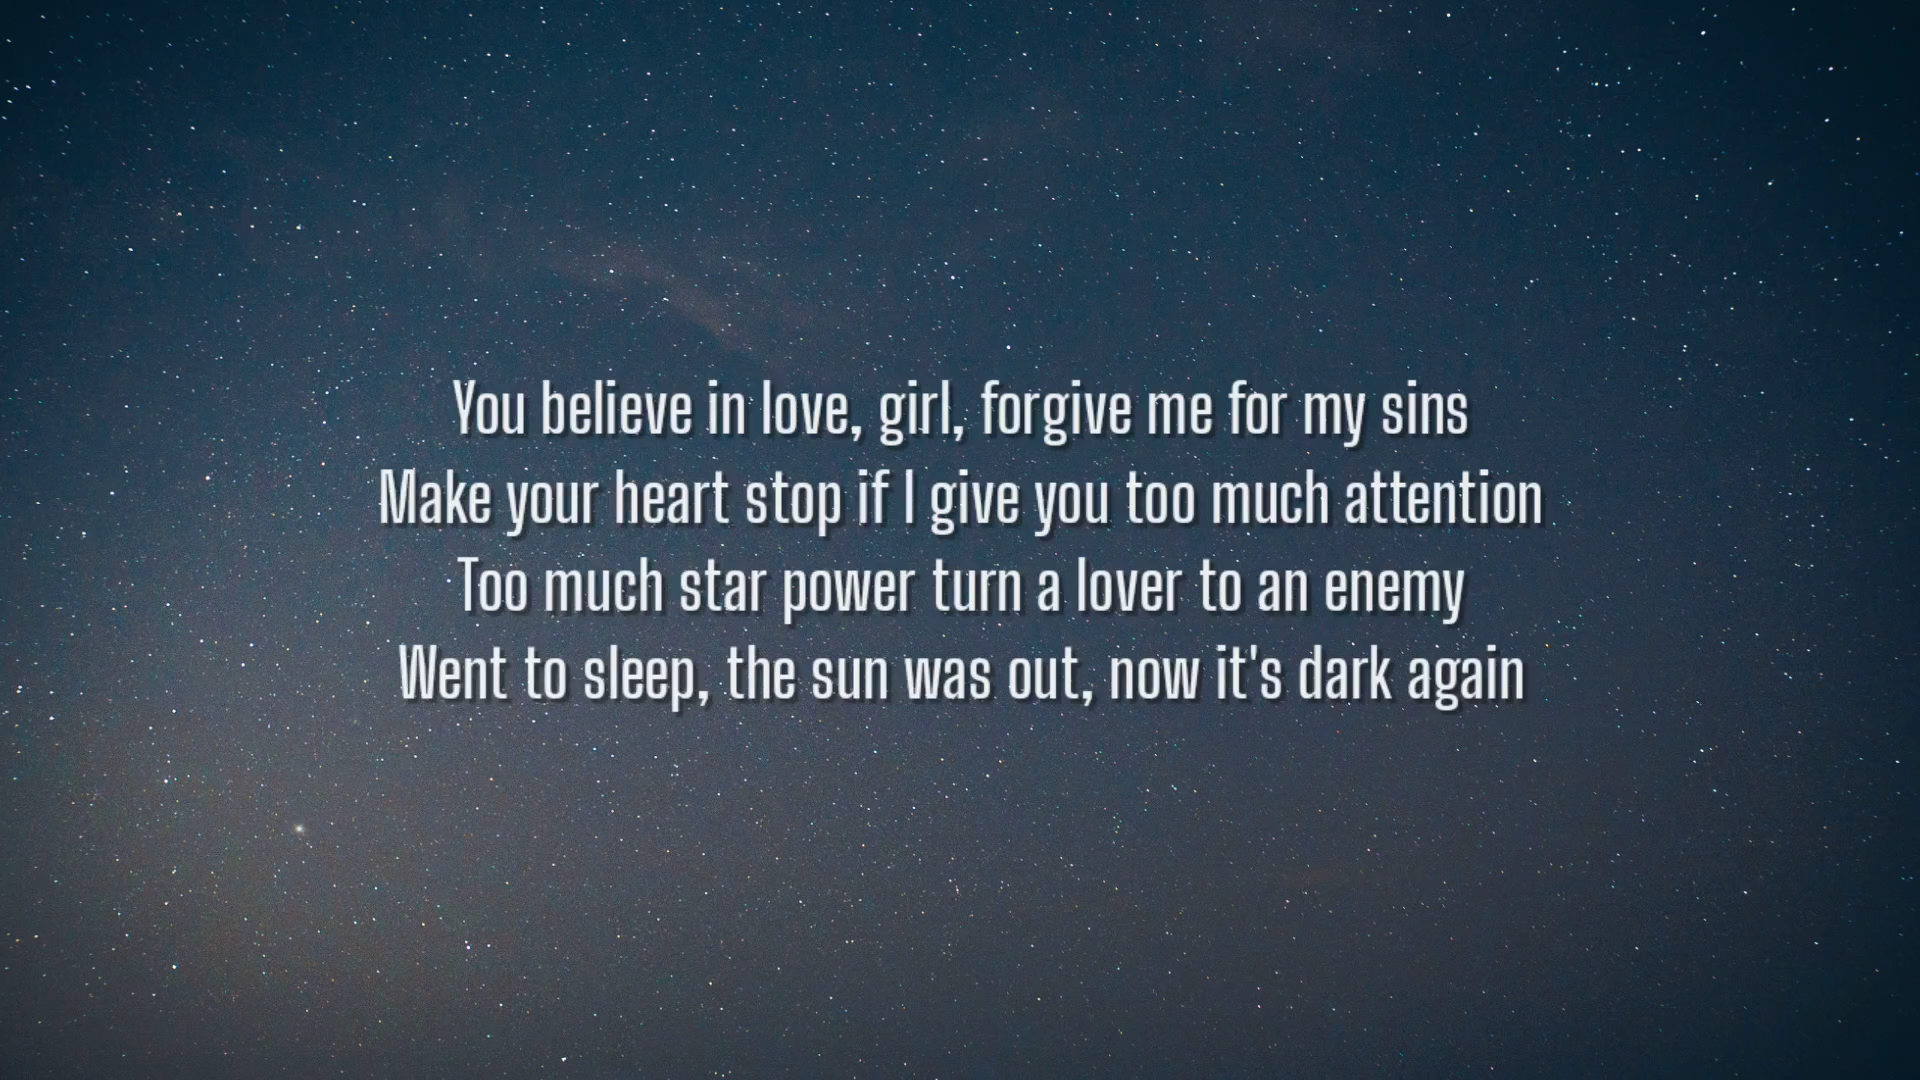 You believe in love, girl, forgive me for my sins
Make your heart stop if I give you too much attention
Too much star power turn a lover to an enemy
Went to sleep, the sun was out, now it's dark again